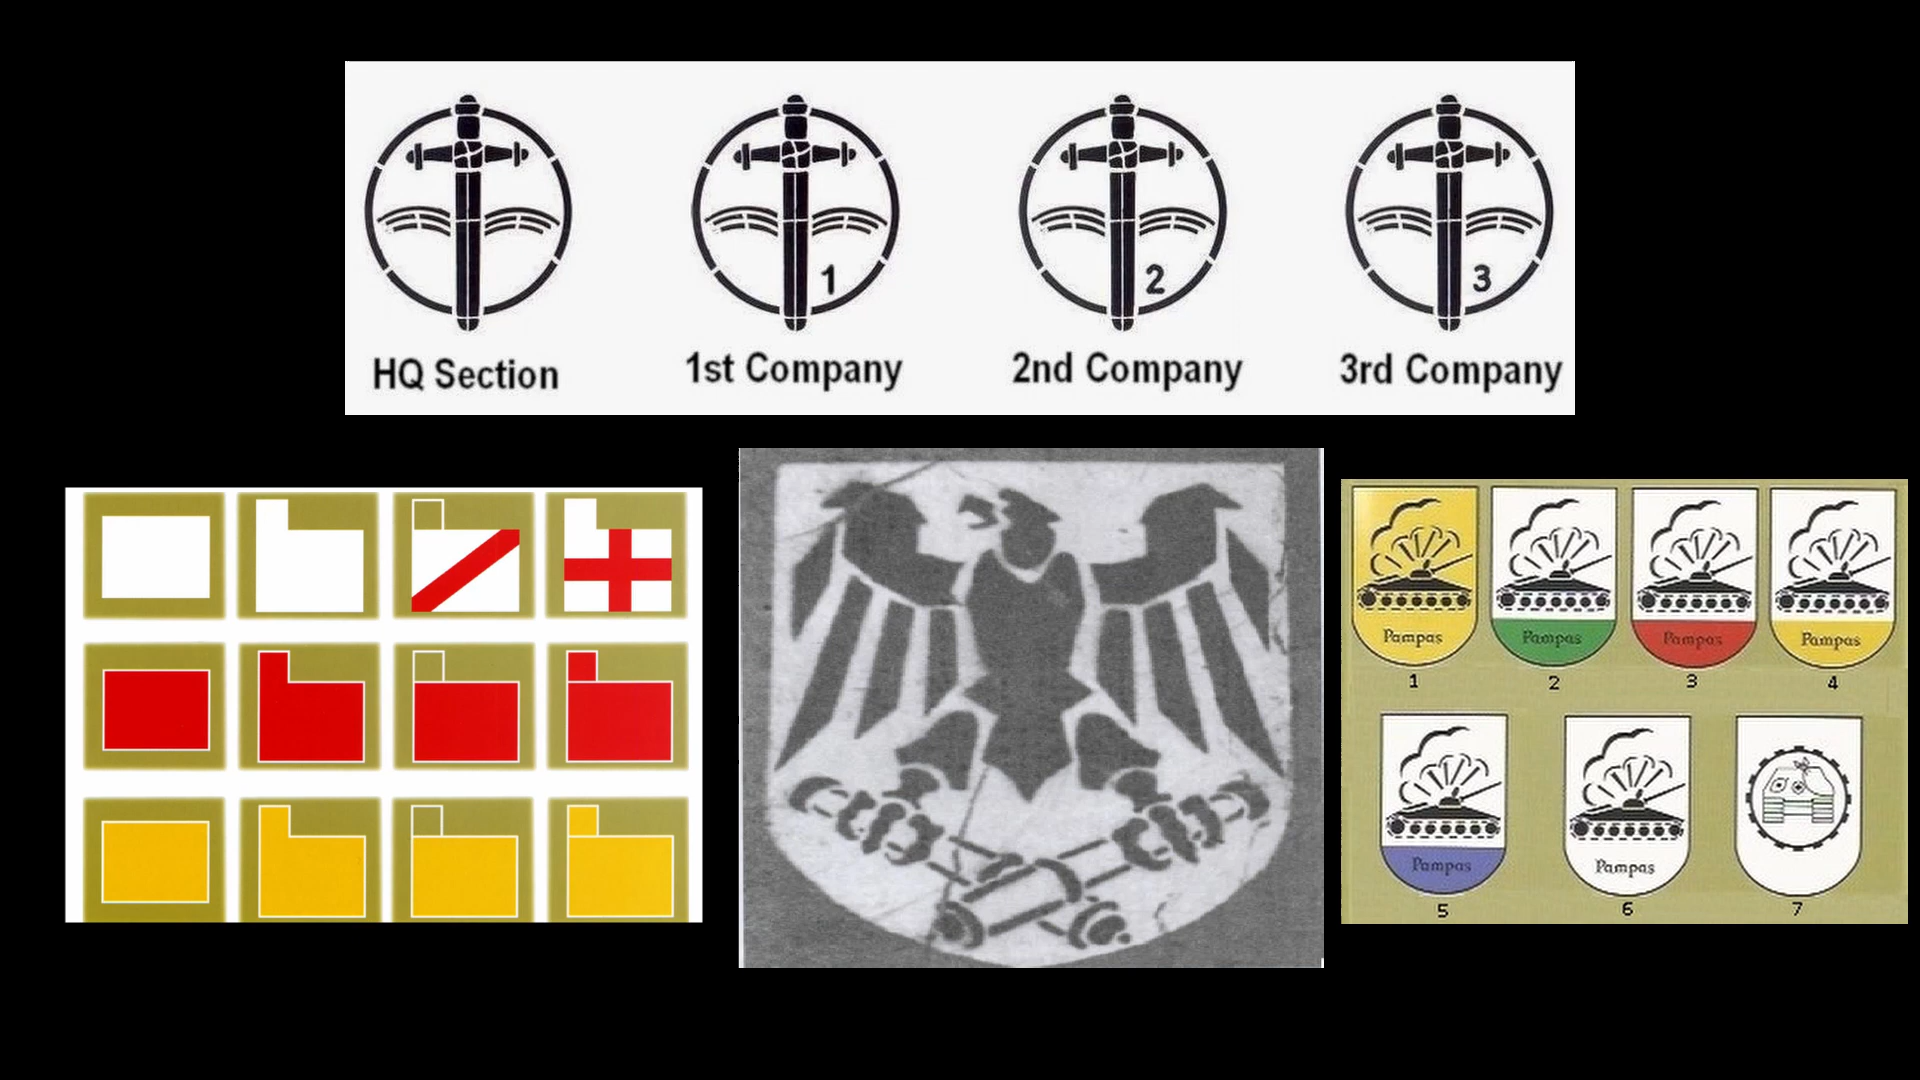 1
2
3
HQ Section
1st Company
2nd Company
3rd Company
Pampas
Pampas
Pampas
Pampas
1
2
3
4
Pampas
Pampas
5
6
7